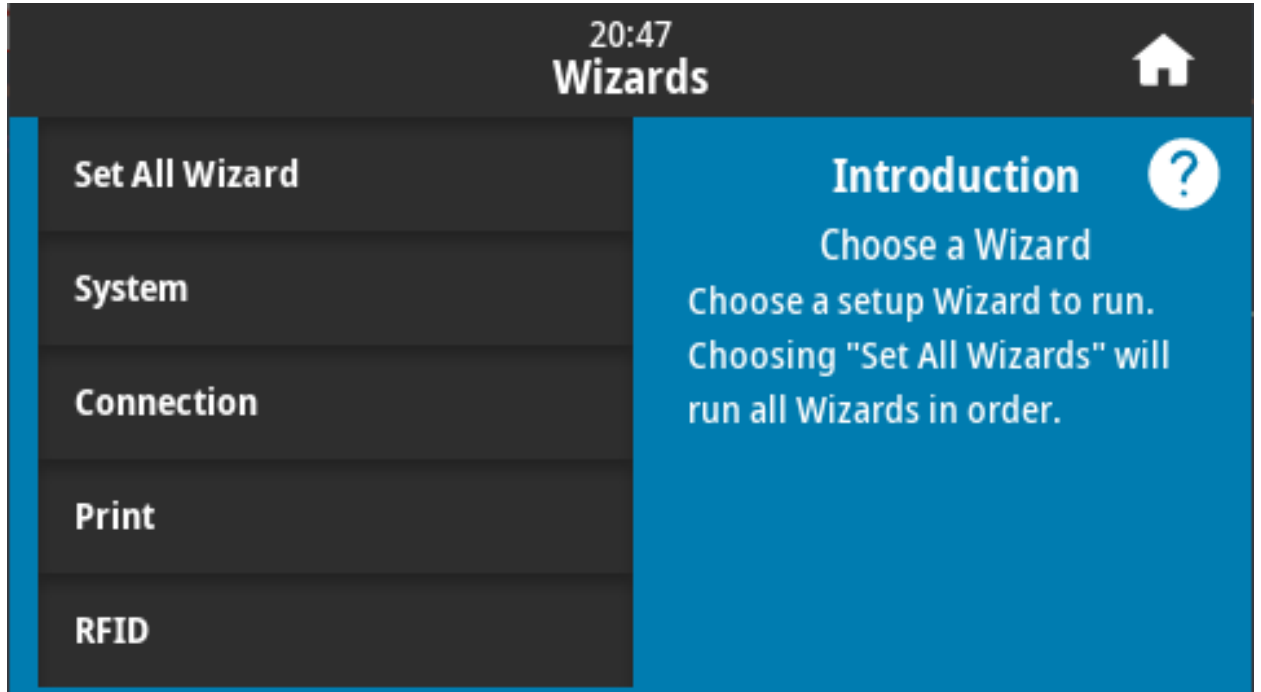 20:47
Wizards
Set All Wizard
System
Connection
Print
RFID
Introduction
?
Choose a Wizard
Choose a setup Wizard to run.
Choosing "Set All Wizards" will
run all Wizards in order.